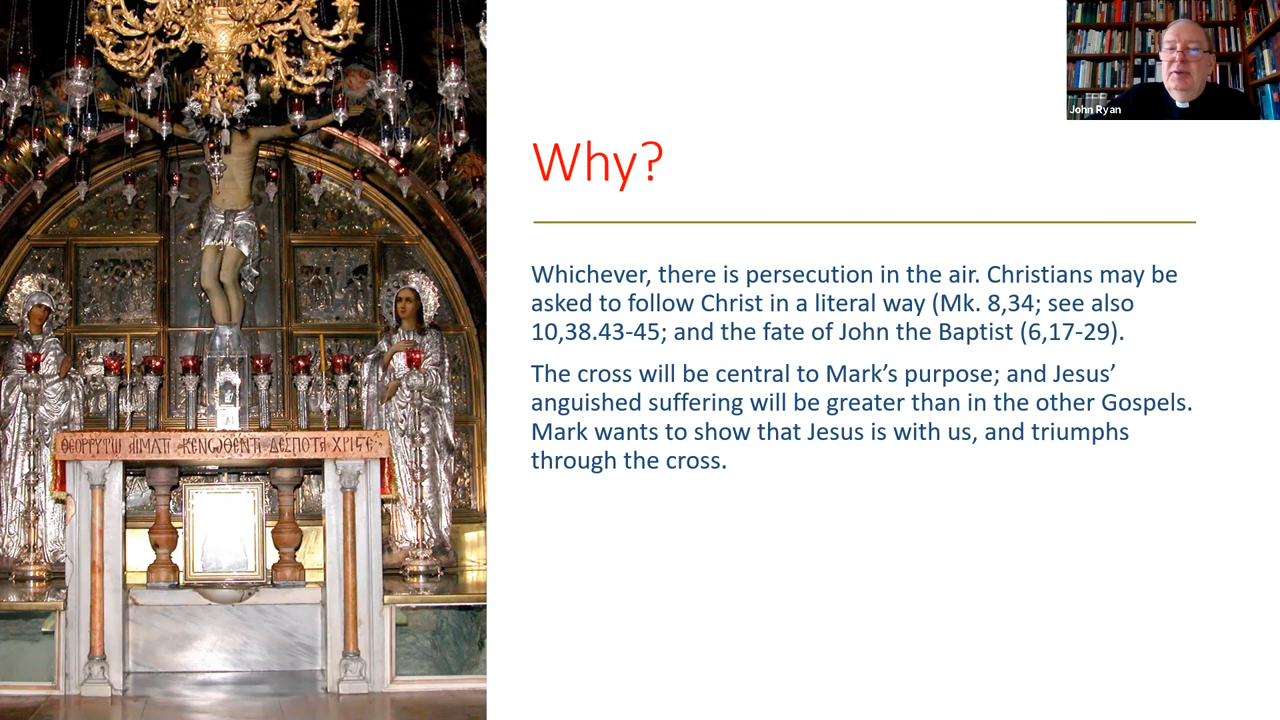 John Ryan
Why?
Whichever, there is persecution in the air. Christians may be
asked to follow Christ in a literal way (Mk. 8,34; see also
10,38.43-45; and the fate of John the Baptist (6,17-29).
The cross will be central to Mark’s purpose; and Jesus’
anguished suffering will be greater than in the other Gospels.
Mark wants to show that Jesus is with us, and triumphs
through the cross.
ΚΕΝΩΘΕΝΤΙ ΔΕΣΠΟΤΑ ΧΡΙΣΤΕ